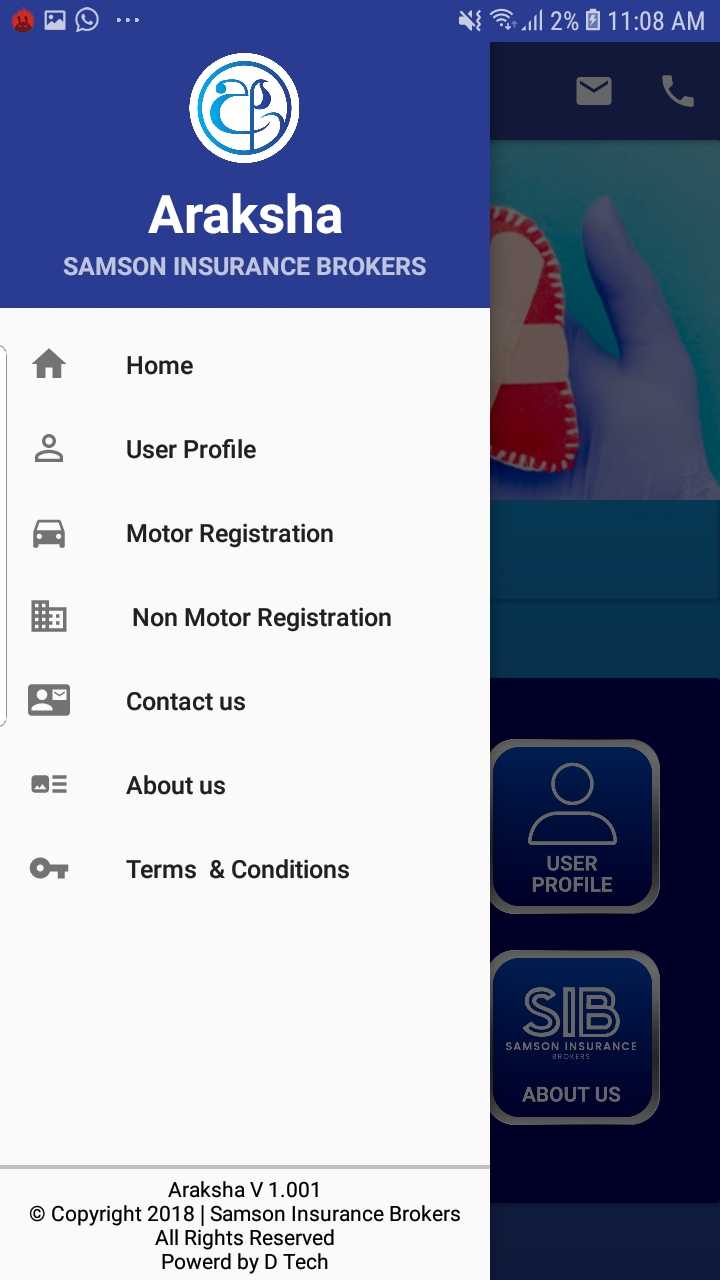 2% 11:08 AM
Araksha
SAMSON INSURANCE BROKERS
Home
User Profile
Motor Registration
Non Motor Registration
Contact us
About us
Terms  & Conditions
USER
PROFILE
SIB
SAMSON INSURANCE
BROKERS
ABOUT US
Araksha V 1.001
© Copyright 2018 | Samson Insurance Brokers
All Rights Reserved
Powerd by D Tech